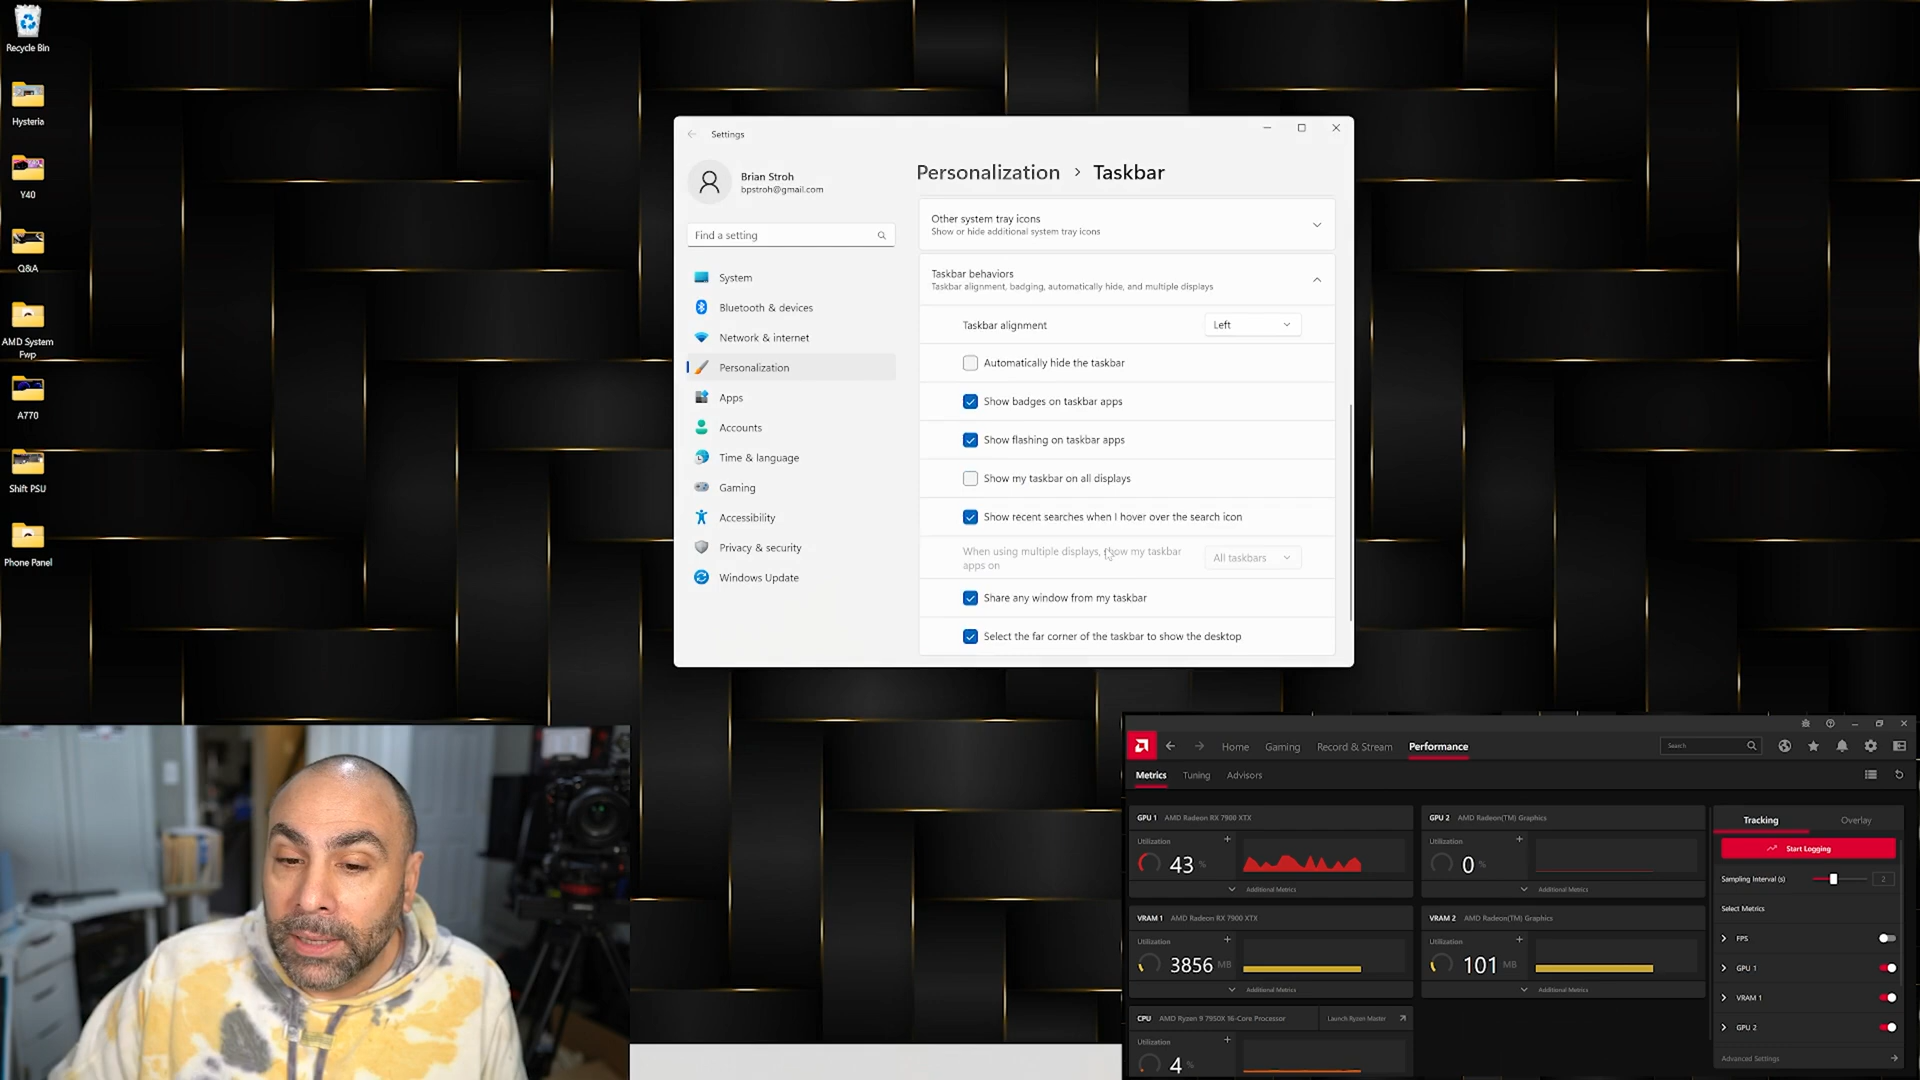 Recycle Bin
Hysteria
Y40
Q&A
AMD System
Fwp
A770
Shift PSU
Phone Panel
Settings
Brian Stroh
bpstroh@gmail.com
Find a setting
System
Bluetooth & devices
Network & internet
Personalization
Apps
Accounts
Time & language
Gaming
Accessibility
Privacy & security
Windows Update
Personalization > Taskbar
Other system tray icons
Show or hide additional system tray icons
Taskbar behaviors
Taskbar alignment, badging, automatically hide, and multiple displays
Taskbar alignment
Left
Automatically hide the taskbar
Show badges on taskbar apps
Show flashing on taskbar apps
Show my taskbar on all displays
Show recent searches when I hover over the search icon
When using multiple displays, show my taskbar
apps on
All taskbars
Share any window from my taskbar
Select the far corner of the taskbar to show the desktop
Home Gaming Record & Stream Performance
Search
Metrics Tuning Advisors
GPU 1 AMD Radeon RX 7900 XTX
Utilization
43 %
Additional Metrics
GPU 2 AMD Radeon(TM) Graphics
Utilization
0 %
Additional Metrics
VRAM 1 AMD Radeon RX 7900 XTX
Utilization
3856 MB
Additional Metrics
VRAM 2 AMD Radeon(TM) Graphics
Utilization
101 MB
Additional Metrics
CPU AMD Ryzen 9 7950X 16-Core Processor
Launch Ryzen Master
Utilization
4 %
Tracking Overlay
Start Logging
Sampling Interval (s)
2
Select Metrics
FPS
GPU 1
VRAM 1
GPU 2
Advanced Settings